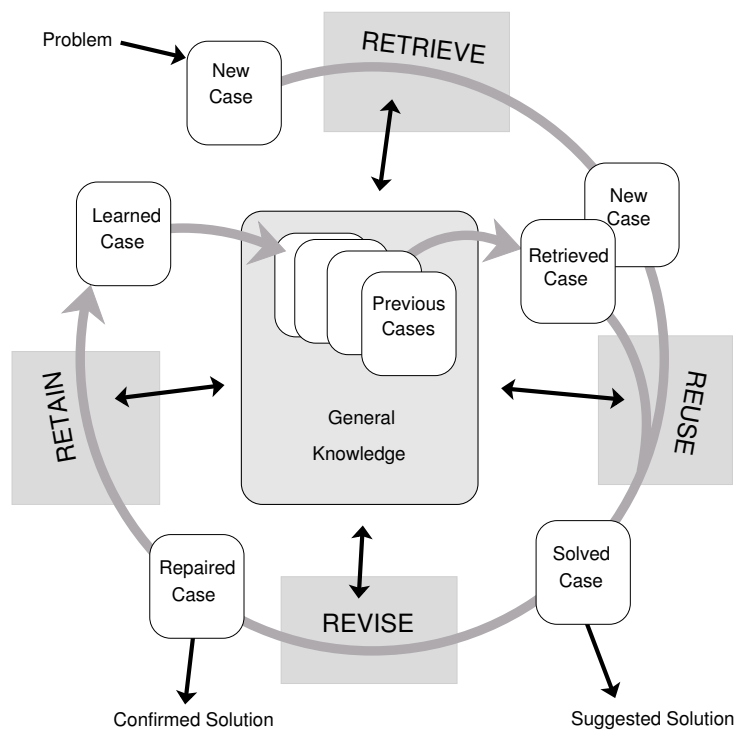 Problem
New
Case
RETRIEVE
New
Case
Learned
Case
Retrieved
Case
Previous
Cases
General
Knowledge
RETAIN
REUSE
Repaired
Case
REVISE
Solved
Case
Confirmed Solution
Suggested Solution